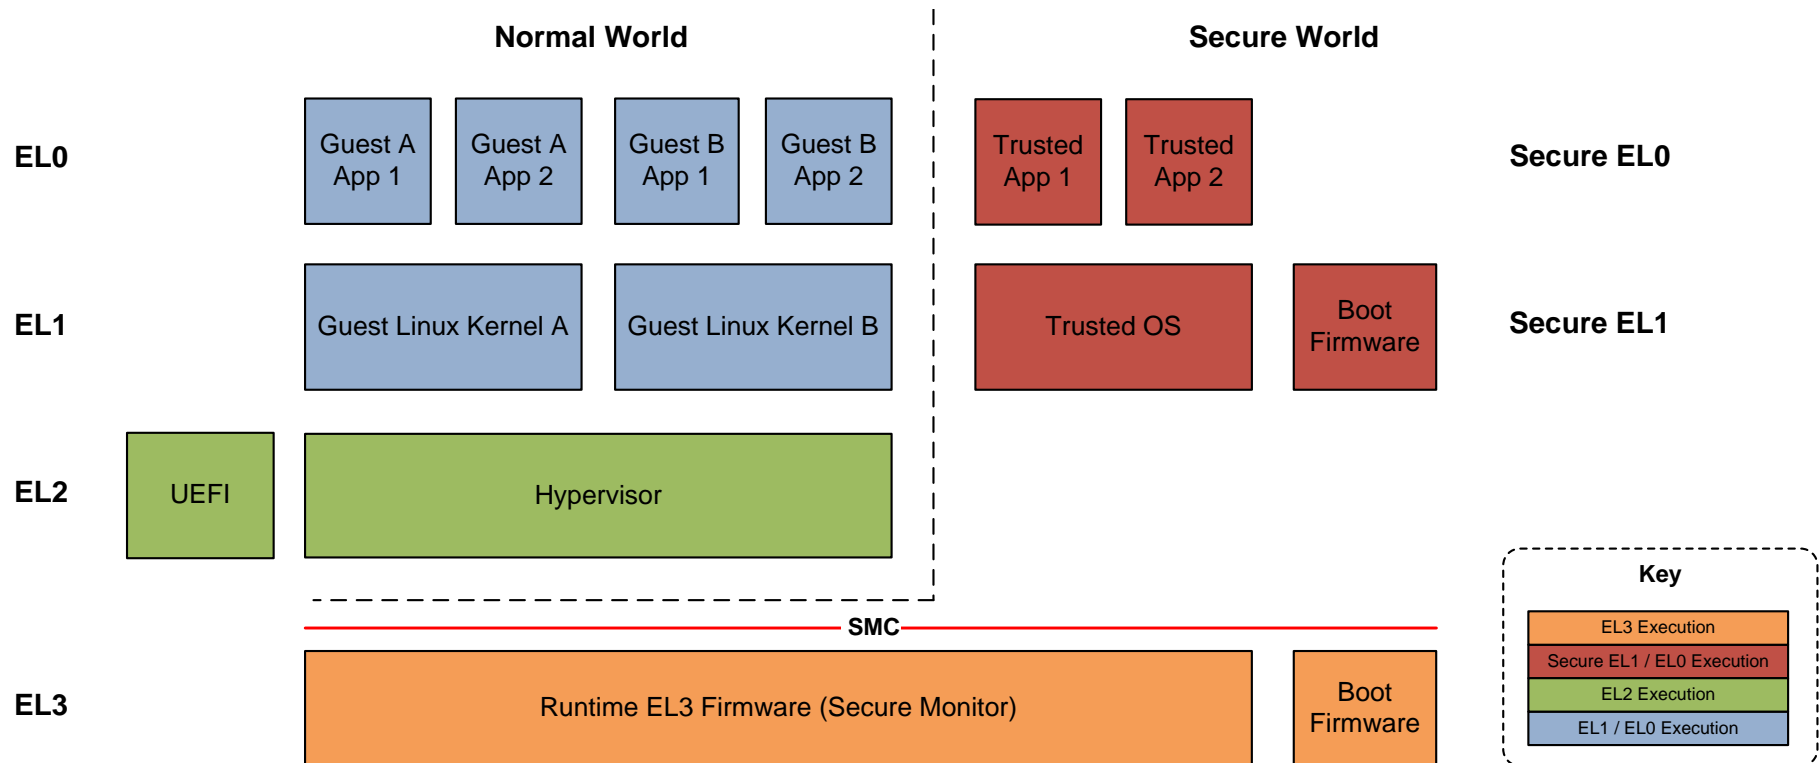 Normal World
Secure World
EL0
Guest A
App 1
Guest A
App 2
Guest B
App 1
Guest B
App 2
Trusted
App 1
Trusted
App 2
Secure EL0
EL1
Guest Linux Kernel A
Guest Linux Kernel B
Trusted OS
Boot
Firmware
Secure EL1
EL2
UEFI
Hypervisor
SMC
EL3
Runtime EL3 Firmware (Secure Monitor)
Boot
Firmware
Key
EL3 Execution
Secure EL1 / EL0 Execution
EL2 Execution
EL1 / EL0 Execution